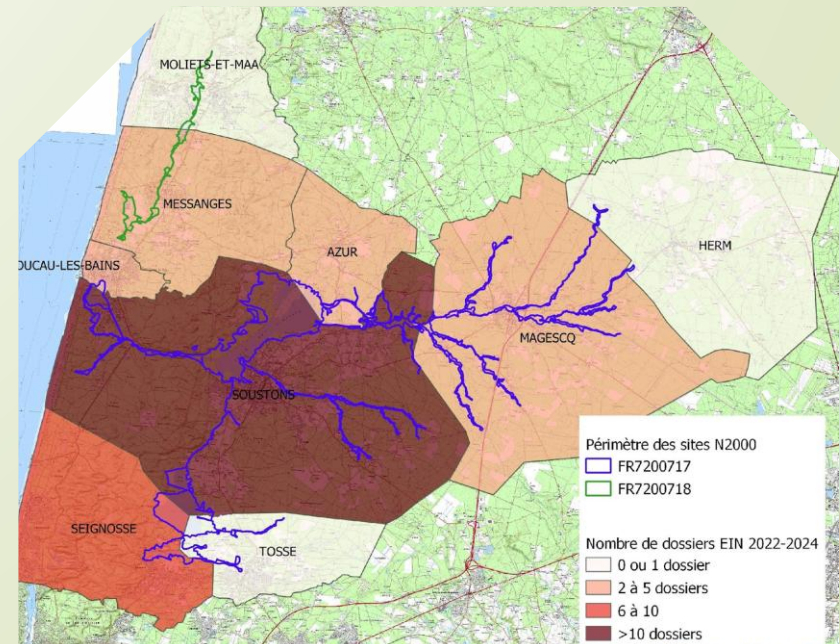 MOLIETS-ET-MAA
MESSANGES
OUCAU-LES-BAINS
AZUR
HERM
MAGESCQ
SOUSTONS
SEIGNOSSE
TOSSE
Périmètre des sites N2000
FR7200717
FR7200718
Nombre de dossiers EIN 2022-2024
0 ou 1 dossier
2 à 5 dossiers
6 à 10
>10 dossiers